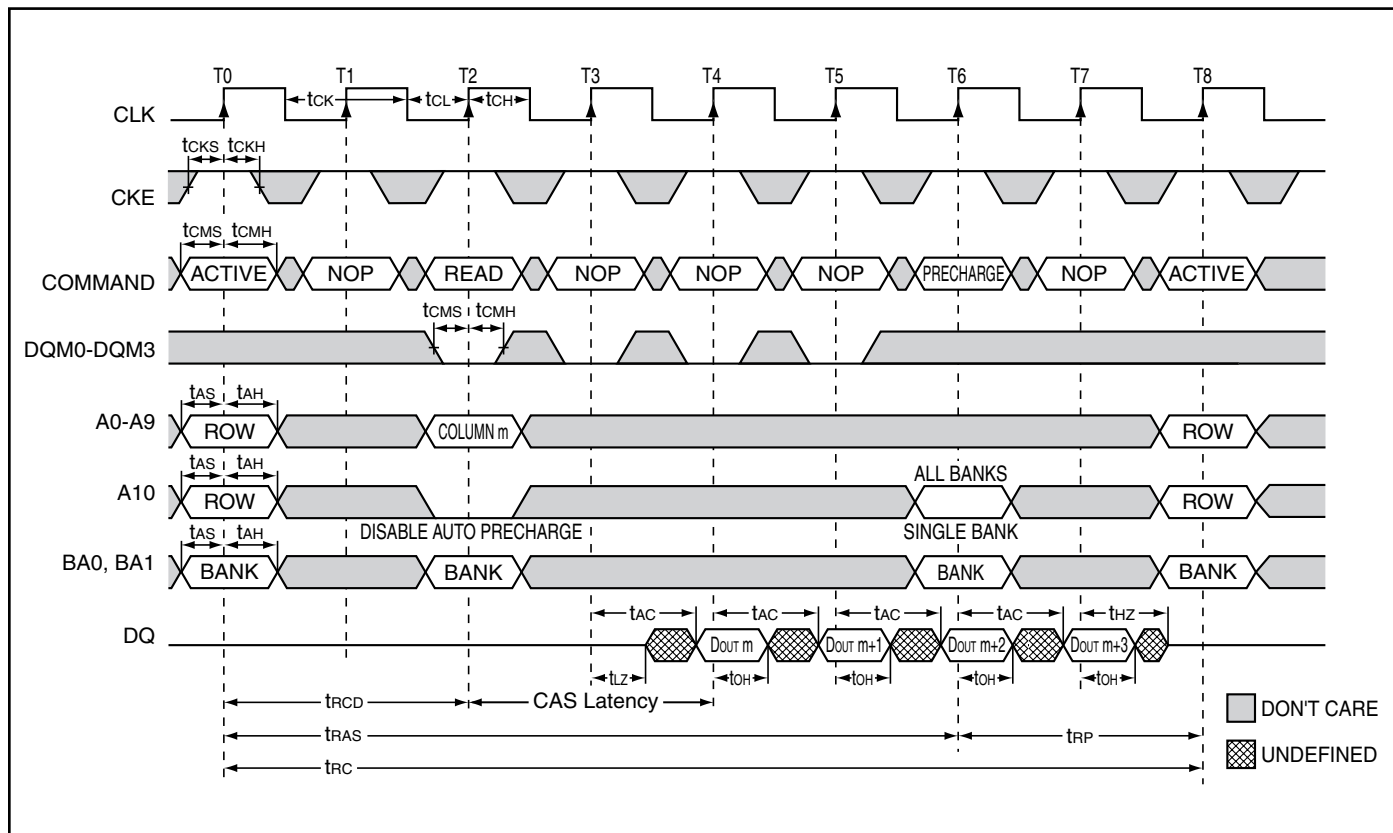 T0 T1 T2 T3 T4 T5 T6 T7 T8
tCK tCL tCH
CLK
tCKS tCKH
CKE
tCMS tCMH
COMMAND ACTIVE NOP READ NOP NOP NOP PRECHARGE NOP ACTIVE
tCMS tCMH
DQM0-DQM3
tAS tAH
A0-A9 ROW COLUMN m ROW
tAS tAH ALL BANKS
A10 ROW ROW
DISABLE AUTO PRECHARGE SINGLE BANK
tAS tAH
BA0, BA1 BANK BANK BANK BANK
tAC tAC tAC tAC tHZ
DQ DOUT m DOUT m+1 DOUT m+2 DOUT m+3
tLZ tOH tOH tOH tOH
tRCD CAS Latency
DON'T CARE
tRAS tRP
UNDEFINED
tRC